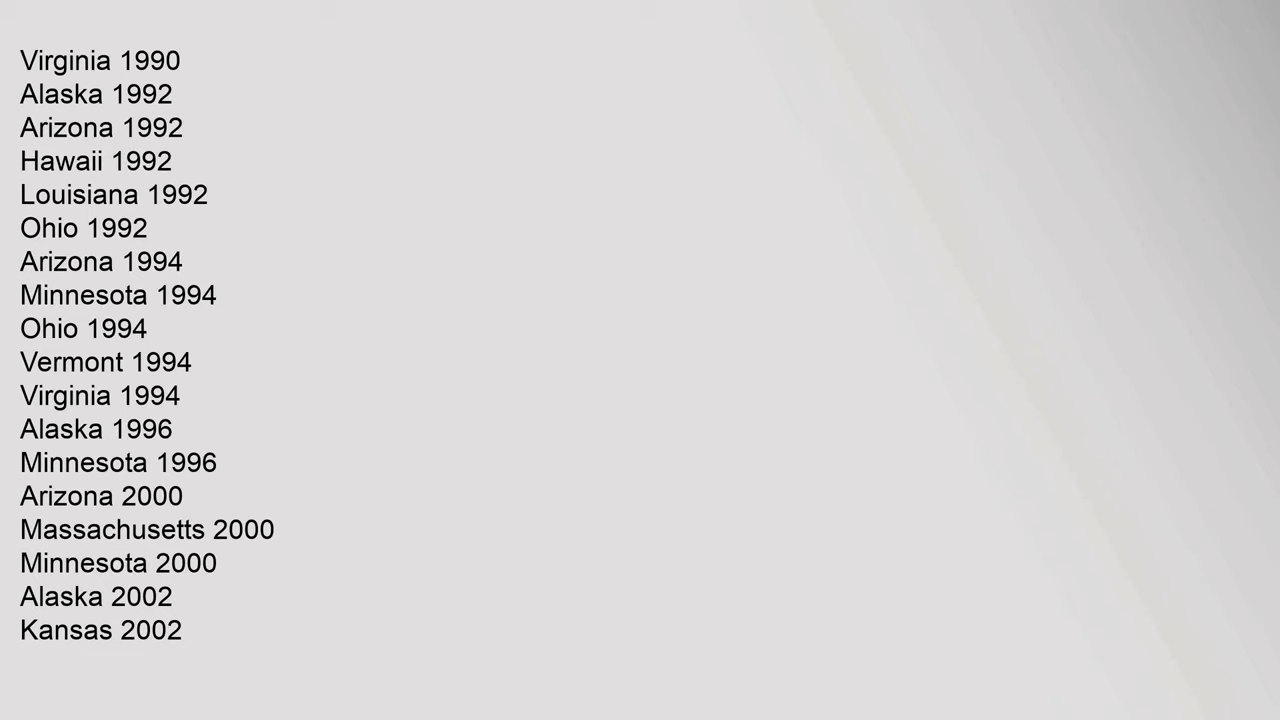 Virginia 1990
Alaska 1992
Arizona 1992
Hawaii 1992
Louisiana 1992
Ohio 1992
Arizona 1994
Minnesota 1994
Ohio 1994
Vermont 1994
Virginia 1994
Alaska 1996
Minnesota 1996
Arizona 2000
Massachusetts 2000
Minnesota 2000
Alaska 2002
Kansas 2002